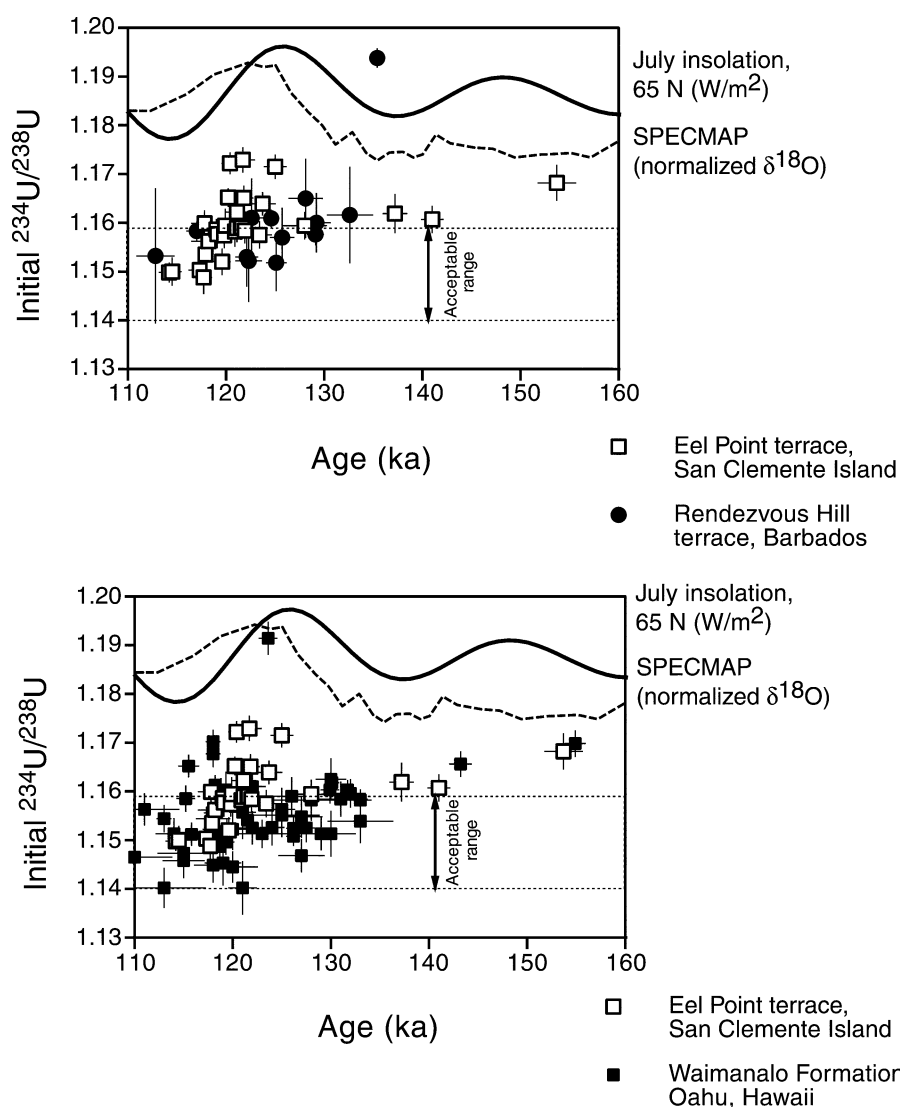 1.20
1.19
1.18
1.17
1.16
1.15
1.14
1.13
Initial 234U/238U
110
120
130
140
150
160
Age (ka)
July insolation,
65 N (W/m2)
SPECMAP
(normalized δ18O)
Acceptable
range
Eel Point terrace,
San Clemente Island
Rendezvous Hill
terrace, Barbados
1.20
1.19
1.18
1.17
1.16
1.15
1.14
1.13
Initial 234U/238U
110
120
130
140
150
160
Age (ka)
July insolation,
65 N (W/m2)
SPECMAP
(normalized δ18O)
Acceptable
range
Eel Point terrace,
San Clemente Island
Waimanalo Formation
Oahu, Hawaii